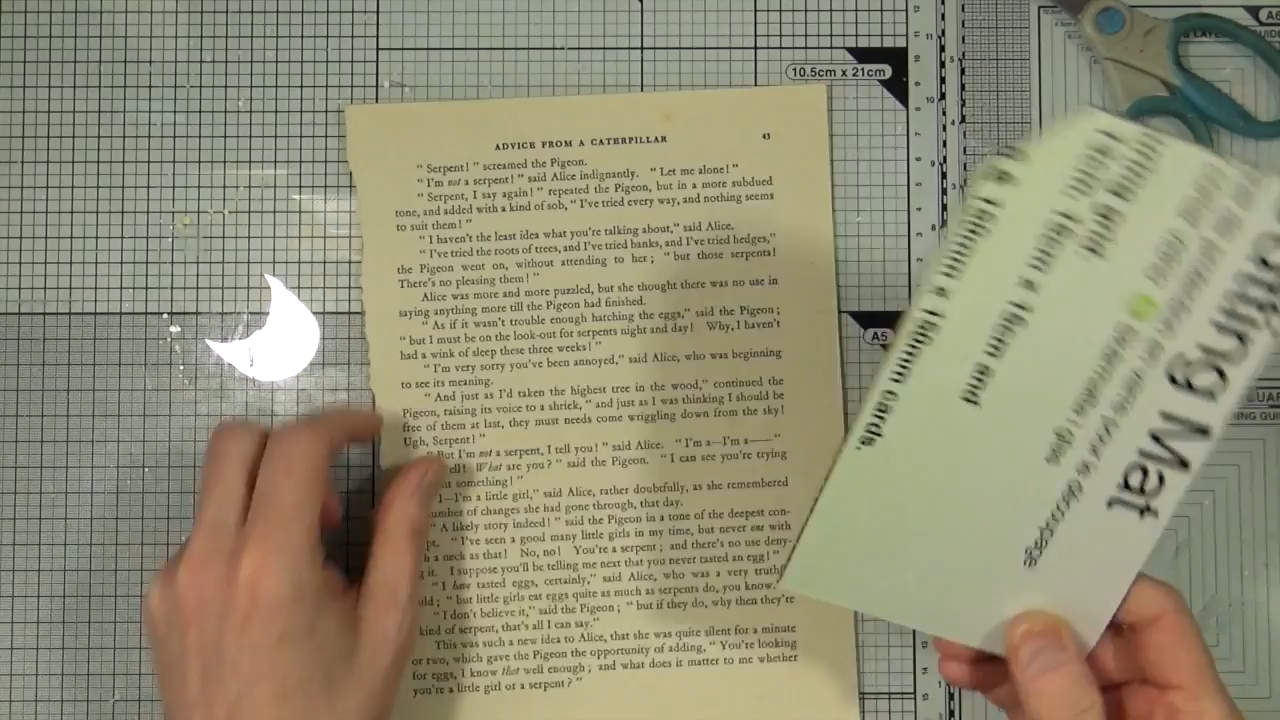 ADVICE FROM A CATERPILLAR 43
" Serpent! " screamed the Pigeon.
" I'm not a serpent! " said Alice indignantly. " Let me alone! "
" Serpent, I say again! " repeated the Pigeon, but in a more subdued
tone, and added with a kind of sob, " I've tried every way, and nothing seems
to suit them! "
" I haven't the least idea what you're talking about," said Alice.
" I've tried the roots of trees, and I've tried banks, and I've tried hedges,"
the Pigeon went on, without attending to her; " but those serpents!
There's no pleasing them! "
Alice was more and more puzzled, but she thought there was no use in
saying anything more till the Pigeon had finished.
" As if it wasn't trouble enough hatching the eggs," said the Pigeon;
" but I must be on the look-out for serpents night and day! Why, I haven't
had a wink of sleep these three weeks! "
" I'm very sorry you've been annoyed," said Alice, who was beginning
to see its meaning.
" And just as I'd taken the highest tree in the wood," continued the
Pigeon, raising its voice to a shriek, " and just as I was thinking I should be
free of them at last, they must needs come wriggling down from the sky!
Ugh, Serpent! "
" But I'm not a serpent, I tell you! " said Alice. " I'm a—I'm a—— "
ell! What are you? " said the Pigeon. " I can see you're trying
nt something! "
I—I'm a little girl," said Alice, rather doubtfully, as she remembered
umber of changes she had gone through, that day.
" A likely story indeed! " said the Pigeon in a tone of the deepest con-
pt. " I've seen a good many little girls in my time, but never one with
h a neck as that! No, no! You're a serpent; and there's no use deny-
g it. I suppose you'll be telling me next that you never tasted an egg! "
" I have tasted eggs, certainly," said Alice, who was a very truthf
ild; " but little girls eat eggs quite as much as serpents do, you know."
" I don't believe it," said the Pigeon; " but if they do, why then they're
kind of serpent, that's all I can say."
This was such a new idea to Alice, that she was quite silent for a minute
or two, which gave the Pigeon the opportunity of adding, " You're looking
for eggs, I know that well enough; and what does it matter to me whether
you're a little girl or a serpent? "
10.5cm x 21cm
A5
A6
Mat
decoupage
16cm and
180mm cards.